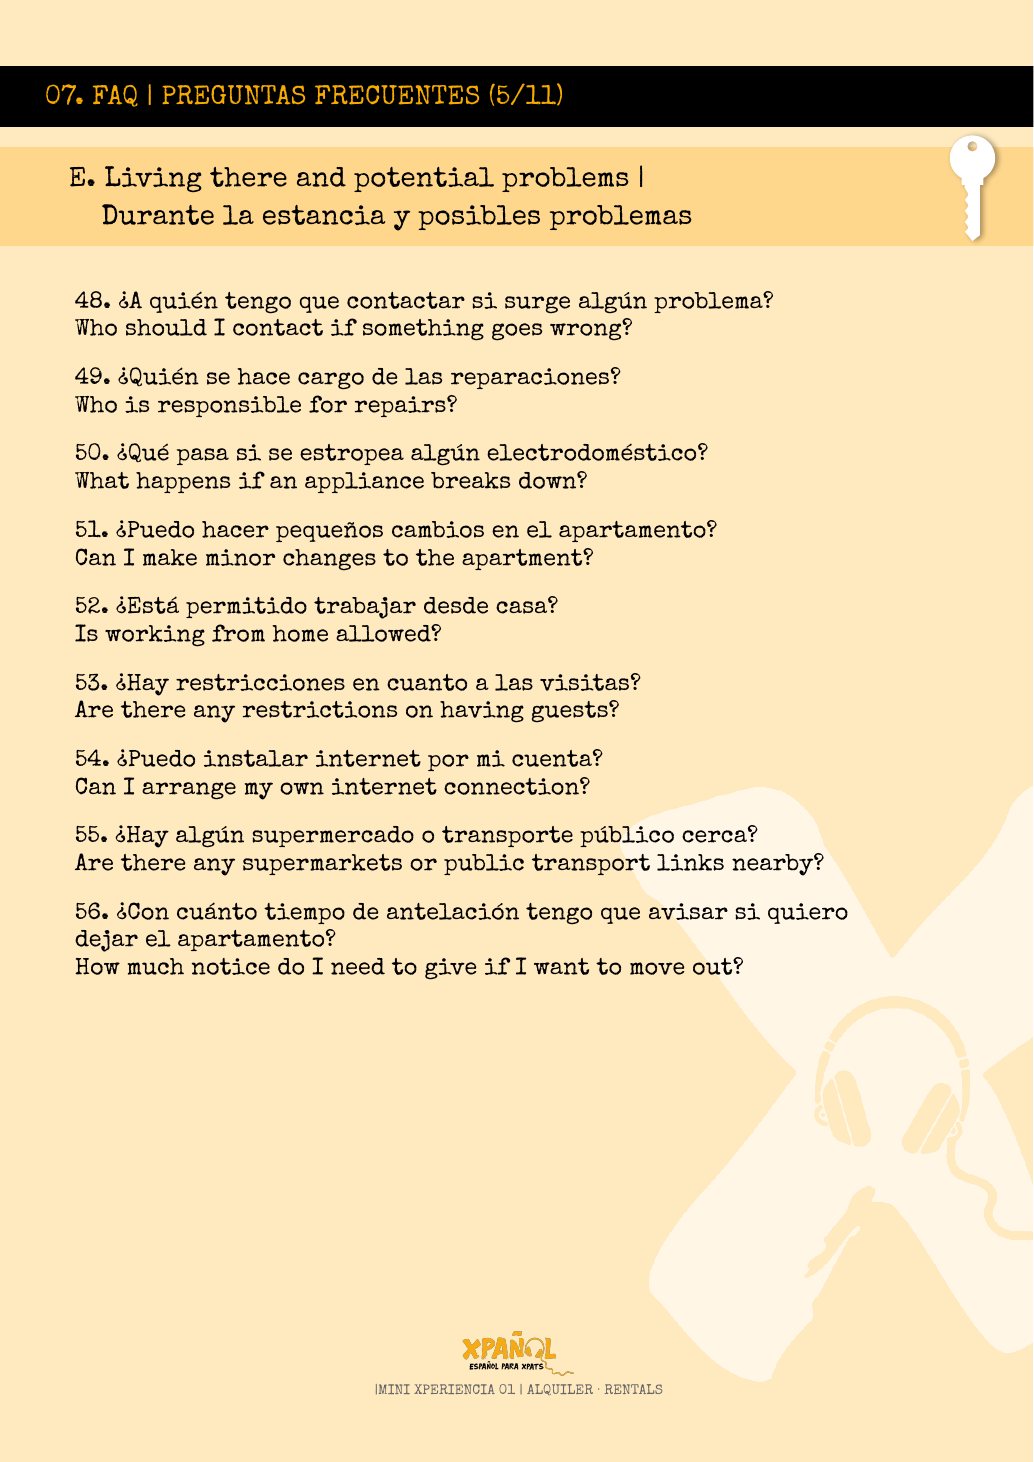 07. FAQ | PREGUNTAS FRECUENTES (5/11)
E. Living there and potential problems |
Durante la estancia y posibles problemas
48. ¿A quién tengo que contactar si surge algún problema?
Who should I contact if something goes wrong?
49. ¿Quién se hace cargo de las reparaciones?
Who is responsible for repairs?
50. ¿Qué pasa si se estropea algún electrodoméstico?
What happens if an appliance breaks down?
51. ¿Puedo hacer pequeños cambios en el apartamento?
Can I make minor changes to the apartment?
52. ¿Está permitido trabajar desde casa?
Is working from home allowed?
53. ¿Hay restricciones en cuanto a las visitas?
Are there any restrictions on having guests?
54. ¿Puedo instalar internet por mi cuenta?
Can I arrange my own internet connection?
55. ¿Hay algún supermercado o transporte público cerca?
Are there any supermarkets or public transport links nearby?
56. ¿Con cuánto tiempo de antelación tengo que avisar si quiero
dejar el apartamento?
How much notice do I need to give if I want to move out?
XPAÑOL
ESPAÑOL PARA XPATS
|MINI XPERIENCIA 01 | ALQUILER · RENTALS